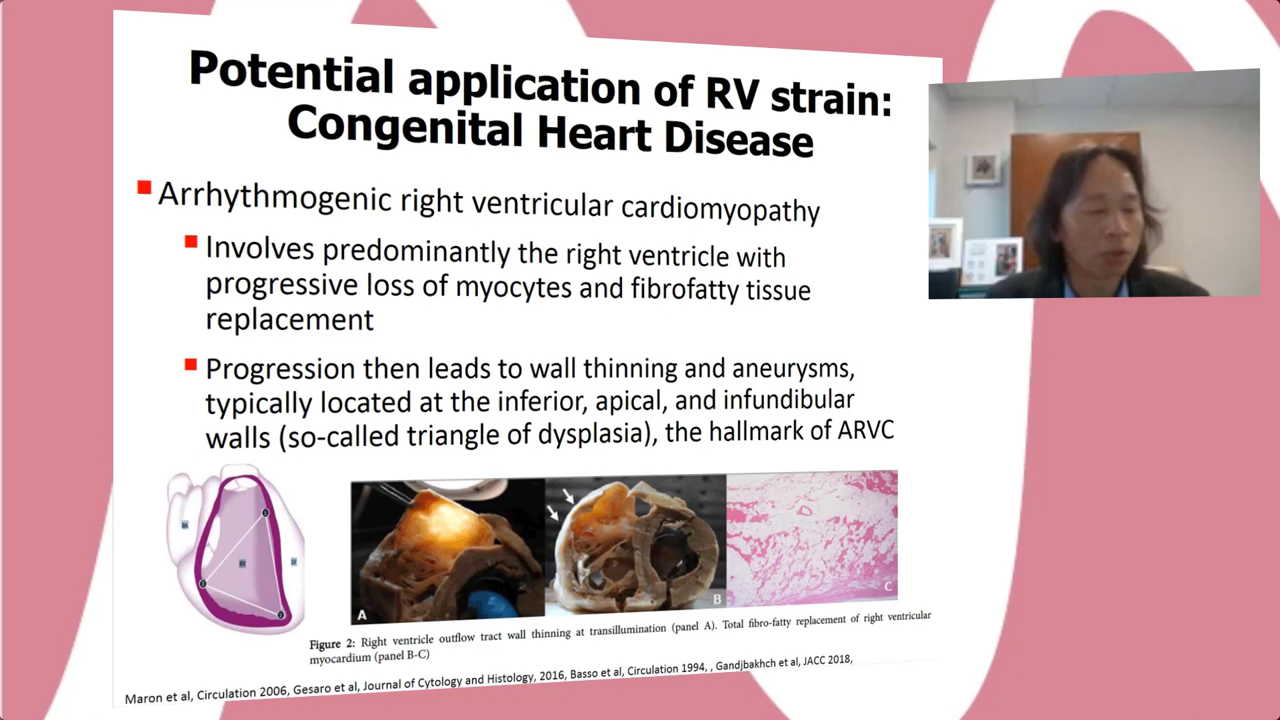 Potential application of RV strain:
Congenital Heart Disease
Arrhythmogenic right ventricular cardiomyopathy
Involves predominantly the right ventricle with
progressive loss of myocytes and fibrofatty tissue
replacement
Progression then leads to wall thinning and aneurysms,
typically located at the inferior, apical, and infundibular
walls (so-called triangle of dysplasia), the hallmark of ARVC
A
B
C
Figure 2: Right ventricle outflow tract wall thinning at transillumination (panel A). Total fibro-fatty replacement of right ventricular
myocardium (panel B-C)
Maron et al, Circulation 2006, Gesaro et al, Journal of Cytology and Histology, 2016, Basso et al, Circulation 1994, , Gandjbakhch et al, JACC 2018,